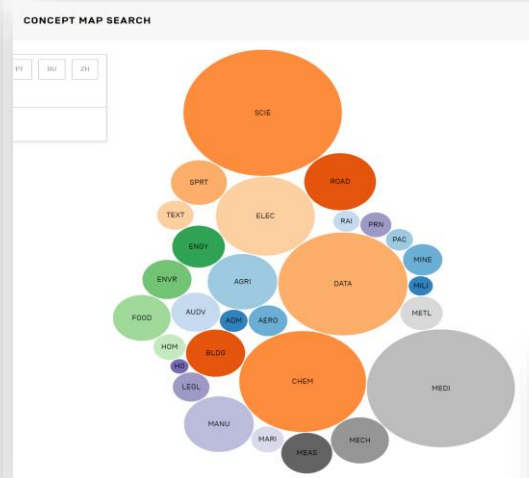 CONCEPT MAP SEARCH
PT RU ZH
SCIE
SPRT
ROAD
TEXT
ELEC
RAI
PRN
PAC
ENGY
MINE
ENVR
AGRI
DATA
MILI
FOOD
AUDV
ADM
AERO
METL
HOM
BLDG
HO
CHEM
LEGL
MEDI
MANU
MARI
MECH
MEAS